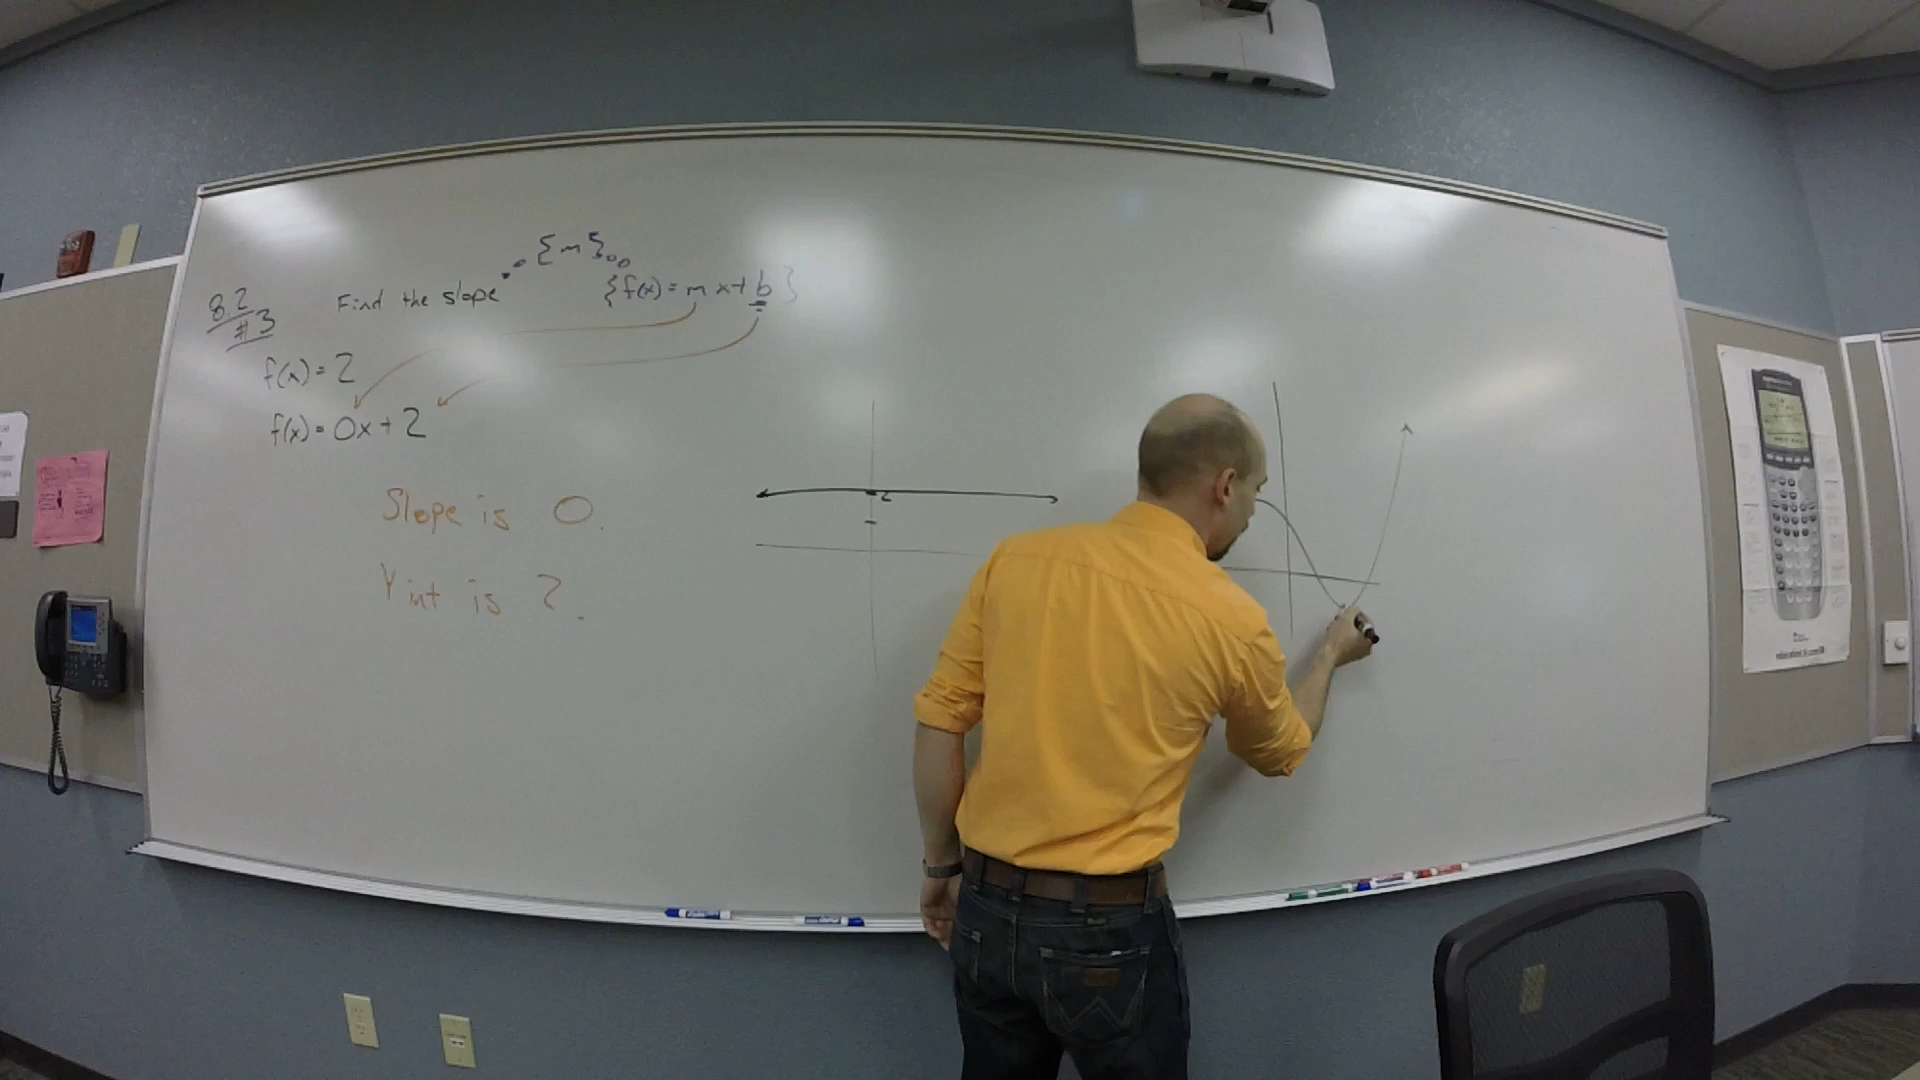 {m}
8.2 Find the slope {f(x) = mx + b}
#3
f(x) = 2
f(x) = 0x + 2
Slope is 0.
Y int is 2.
2